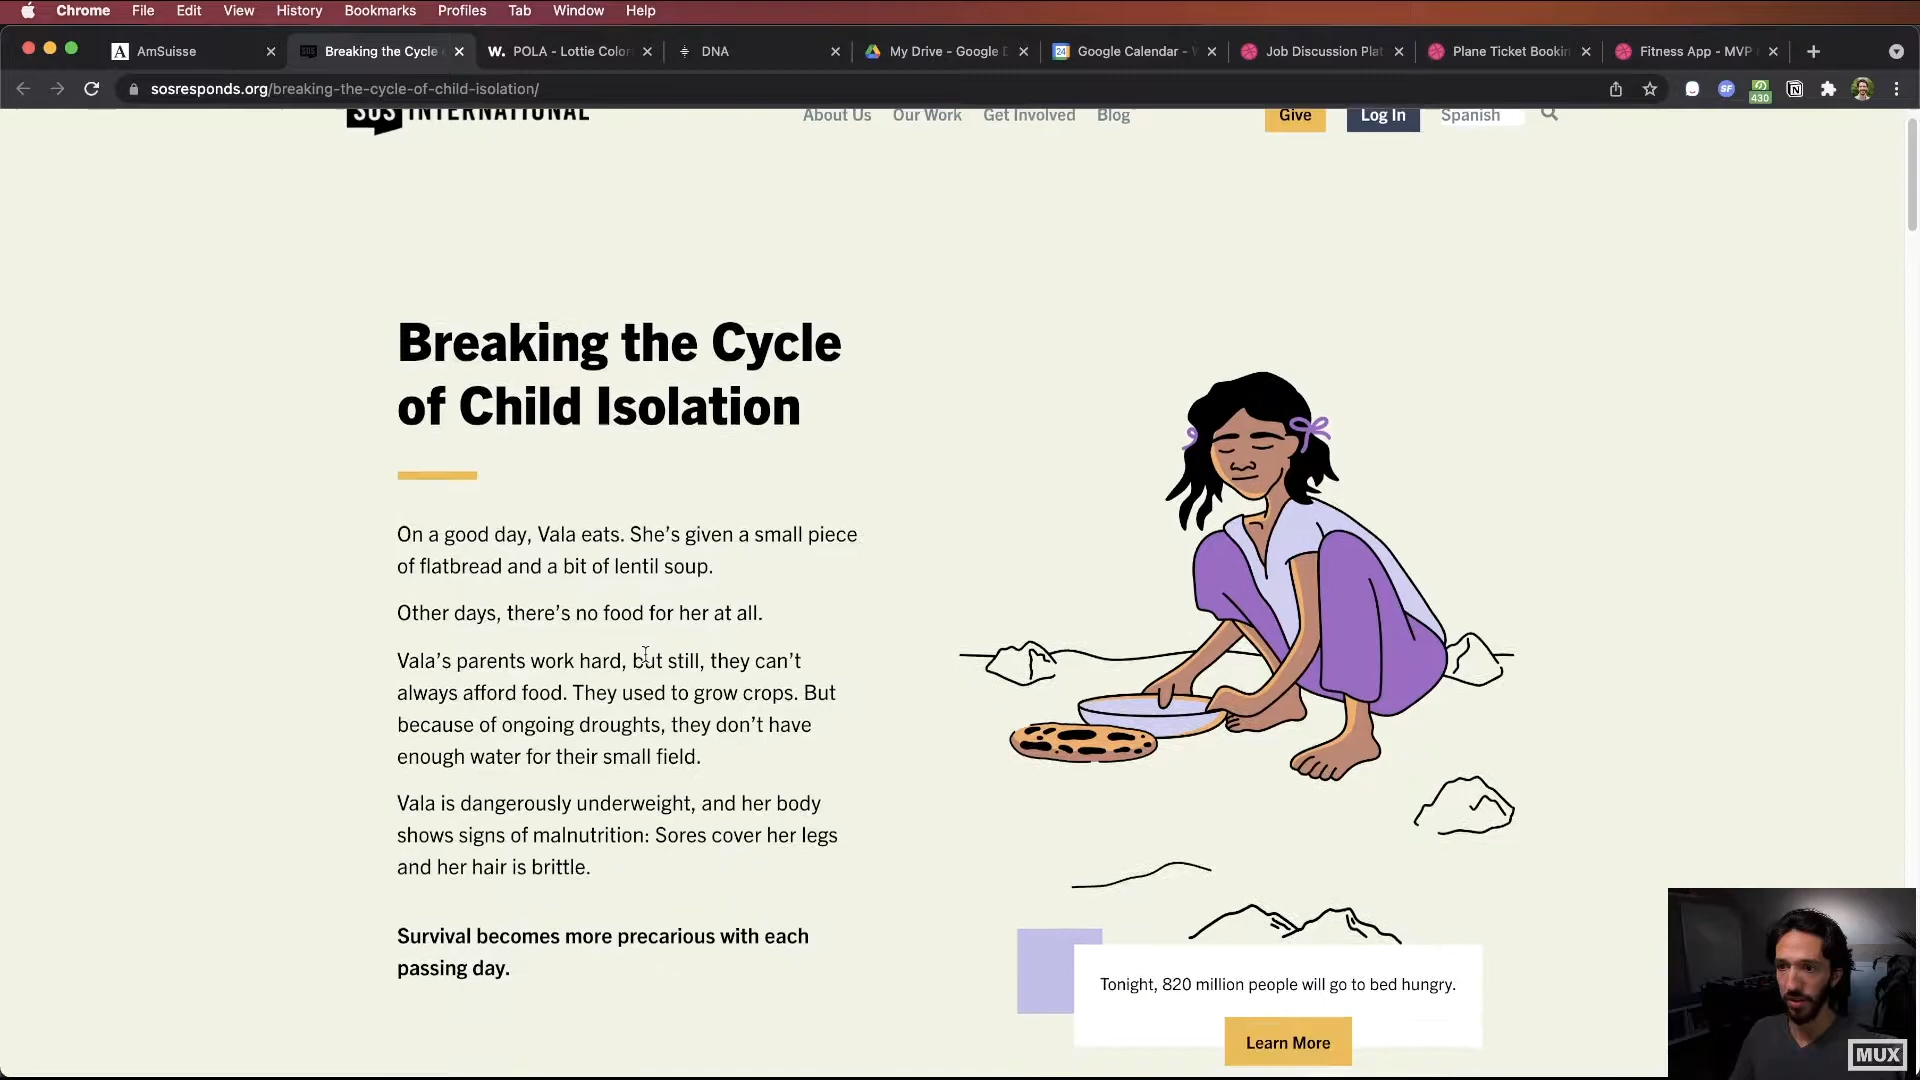 Chrome File Edit View History Bookmarks Profiles Tab Window Help
AmSuisse
Breaking the Cycle
W. POLA - Lottie Color
DNA
My Drive - Google D
24 Google Calendar -
Job Discussion Plat
Plane Ticket Bookin
Fitness App - MVP
sosresponds.org/breaking-the-cycle-of-child-isolation/
SF
430
SOS INTERNATIONAL
About Us Our Work Get Involved Blog
Give
Log In
Spanish
Breaking the Cycle
of Child Isolation
On a good day, Vala eats. She’s given a small piece
of flatbread and a bit of lentil soup.
Other days, there’s no food for her at all.
Vala’s parents work hard, but still, they can’t
always afford food. They used to grow crops. But
because of ongoing droughts, they don’t have
enough water for their small field.
Vala is dangerously underweight, and her body
shows signs of malnutrition: Sores cover her legs
and her hair is brittle.
Survival becomes more precarious with each
passing day.
Tonight, 820 million people will go to bed hungry.
Learn More
MUX